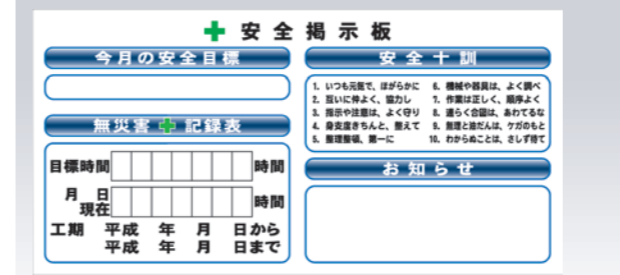 安全掲示板
今月の安全目標
無災害 記録表
目標時間 時間
月 日
現在 時間
工期 平成 年 月 日から
平成 年 月 日まで
安全十訓
1. いつも元気で、ほがらかに
2. 互いに仲よく、協力し
3. 指示や注意は、よく守り
4. 身支度きちんと、整えて
5. 整理整頓、第一に
6. 機械や器具は、よく調べ
7. 作業は正しく、順序よく
8. 連らく合図は、あわてるな
9. 無理と油だんは、ケガのもと
10. わからぬことは、さしず待て
お知らせ